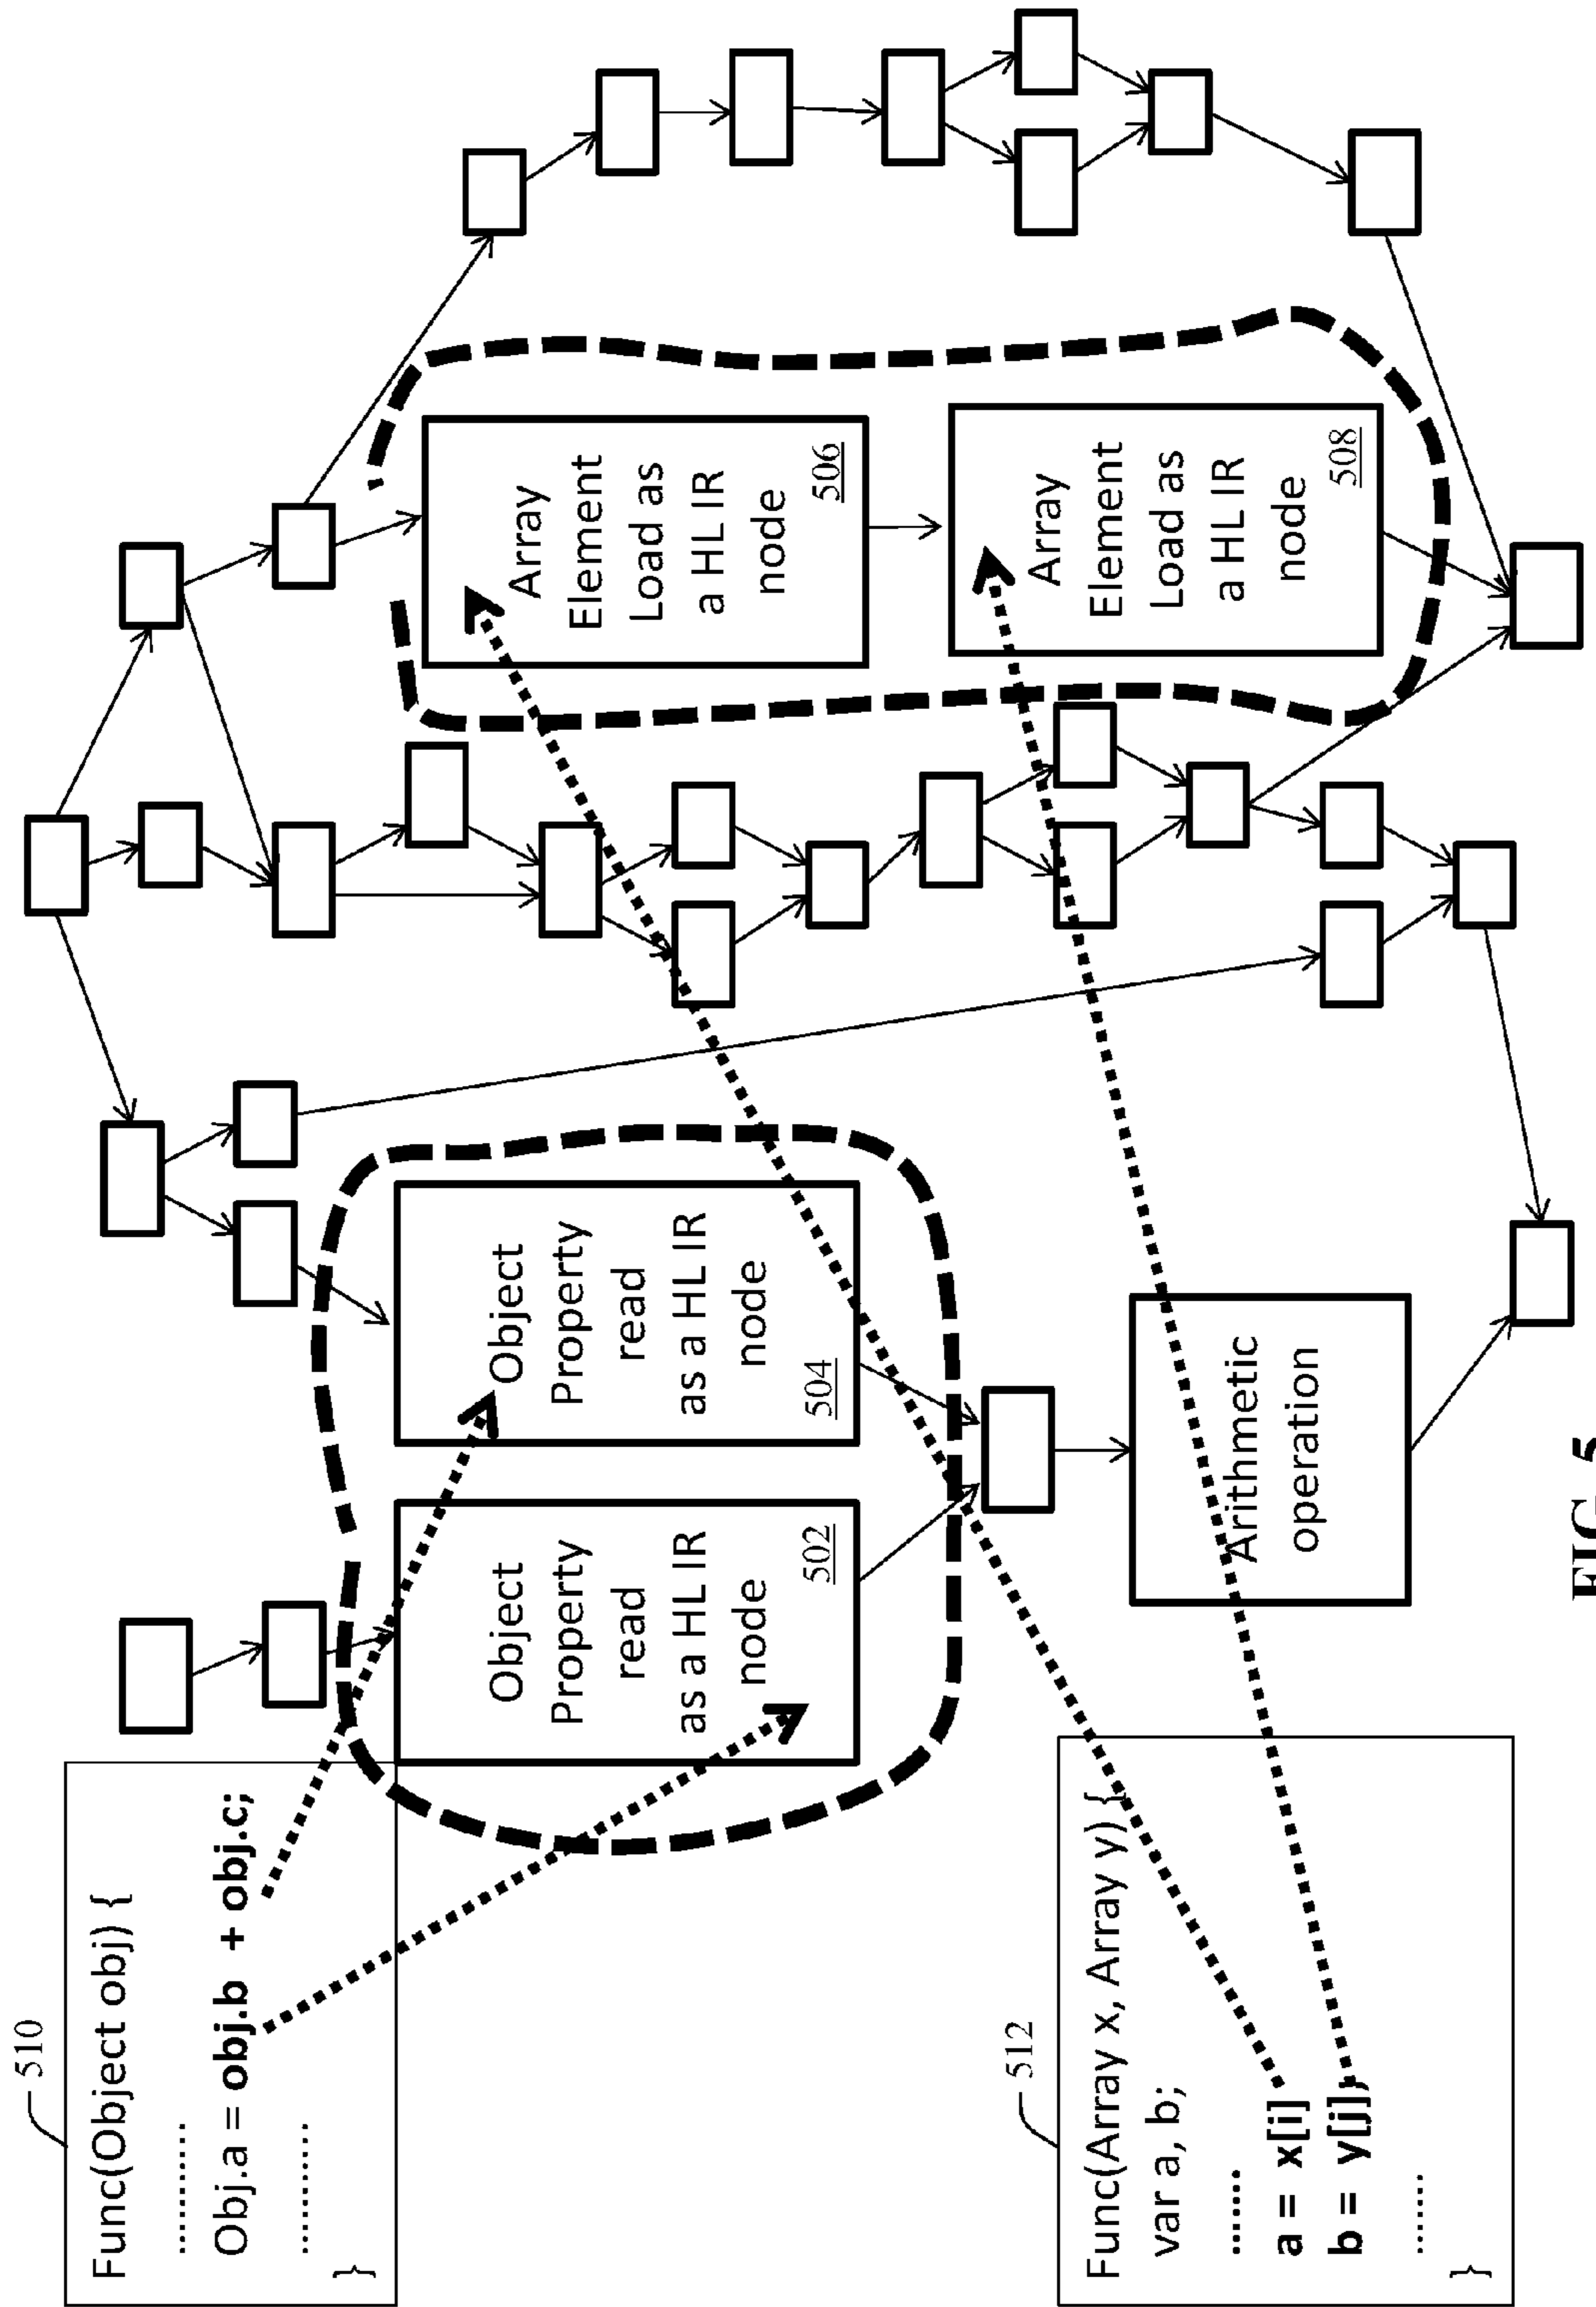 510
Func(Object obj) {
..........
Obj.a = obj.b + obj.c;
..........
}
512
Func(Array x, Array y) {
var a, b;
.......
a = x[i]
b = y[j],
.......
}
Object
Property
read
as a HL IR
node
502
Object
Property
read
as a HL IR
node
504
Arithmetic
operation
Array
Element
Load as
a HL IR
node
506
Array
Element
Load as
a HL IR
node
508
FIG. 5